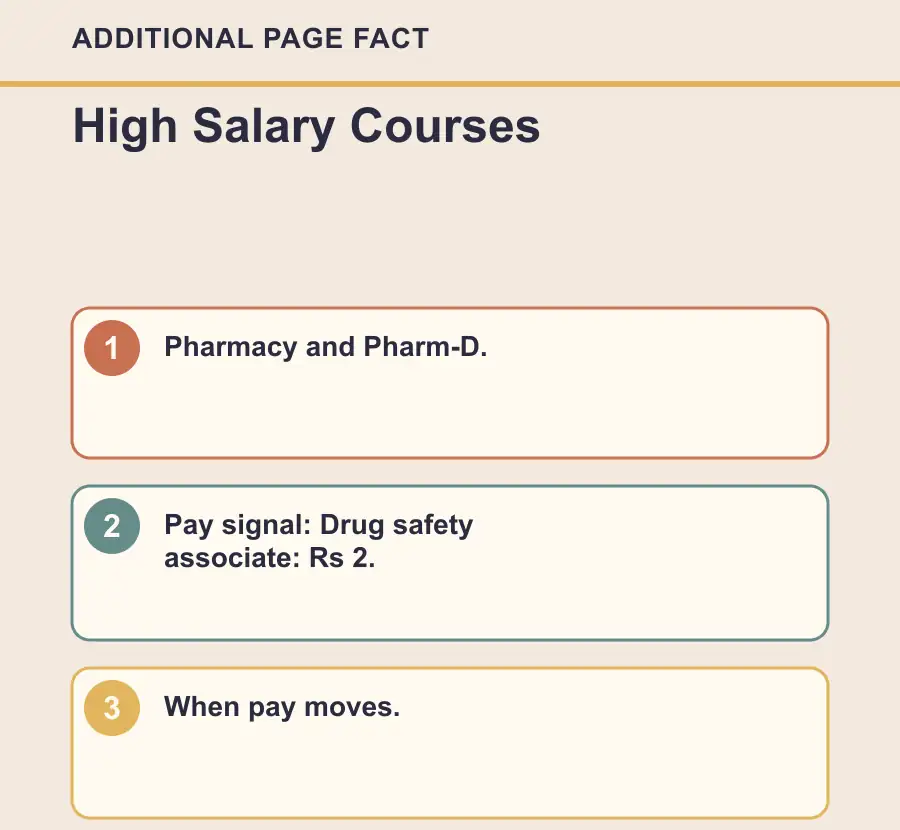 ADDITIONAL PAGE FACT
High Salary Courses
1
Pharmacy and Pharm-D.
2
Pay signal: Drug safety
associate: Rs 2.
3
When pay moves.